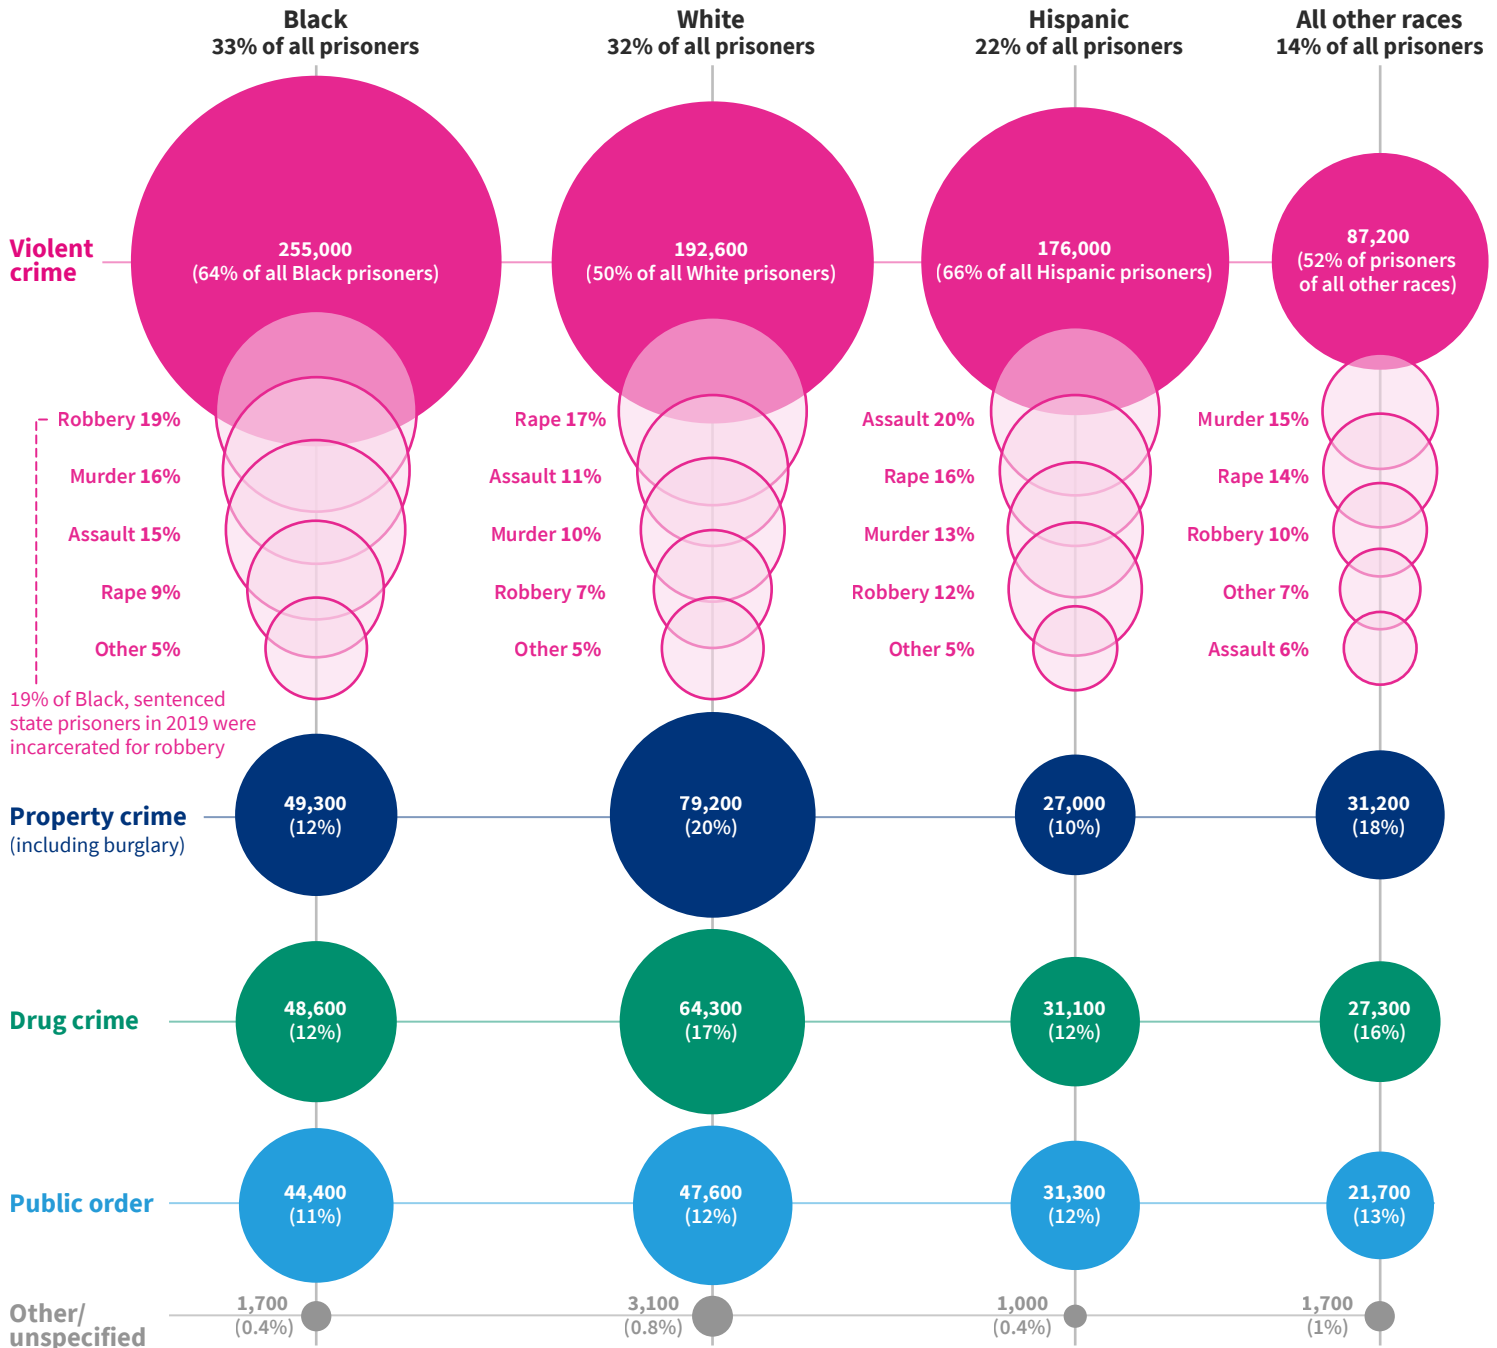 Black
33% of all prisoners
White
32% of all prisoners
Hispanic
22% of all prisoners
All other races
14% of all prisoners
Violent
crime
255,000
(64% of all Black prisoners)
192,600
(50% of all White prisoners)
176,000
(66% of all Hispanic prisoners)
87,200
(52% of prisoners
of all other races)
Robbery 19%
Murder 16%
Assault 15%
Rape 9%
Other 5%
19% of Black, sentenced
state prisoners in 2019 were
incarcerated for robbery
Rape 17%
Assault 11%
Murder 10%
Robbery 7%
Other 5%
Assault 20%
Rape 16%
Murder 13%
Robbery 12%
Other 5%
Murder 15%
Rape 14%
Robbery 10%
Other 7%
Assault 6%
Property crime
(including burglary)
49,300
(12%)
79,200
(20%)
27,000
(10%)
31,200
(18%)
Drug crime
48,600
(12%)
64,300
(17%)
31,100
(12%)
27,300
(16%)
Public order
44,400
(11%)
47,600
(12%)
31,300
(12%)
21,700
(13%)
Other/
unspecified
1,700
(0.4%)
3,100
(0.8%)
1,000
(0.4%)
1,700
(1%)